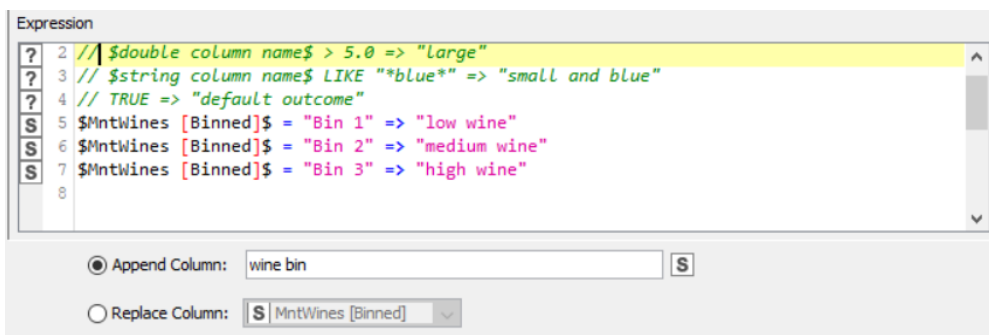 Expression
? 2 // $double column name$ > 5.0 => "large"
? 3 // $string column name$ LIKE "*blue*" => "small and blue"
? 4 // TRUE => "default outcome"
S 5 $MntWines [Binned]$ = "Bin 1" => "low wine"
S 6 $MntWines [Binned]$ = "Bin 2" => "medium wine"
S 7 $MntWines [Binned]$ = "Bin 3" => "high wine"
8
Append Column: wine bin S
Replace Column: S MntWines [Binned]